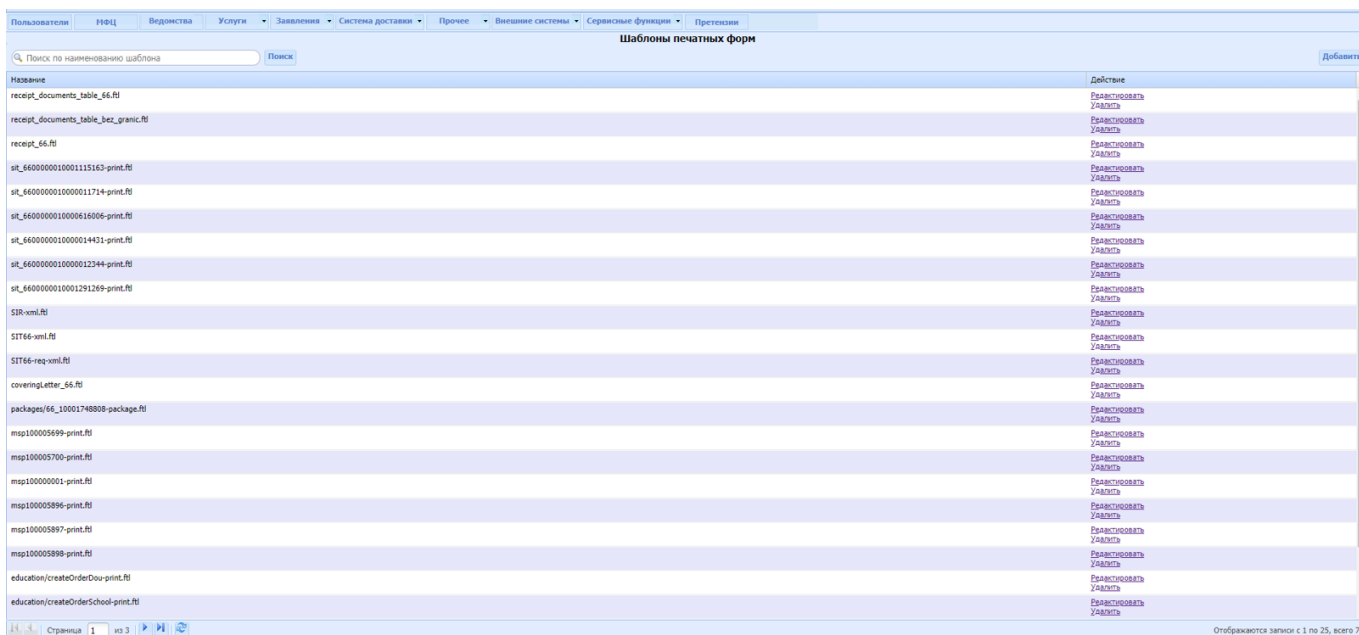 Пользователи МФЦ Ведомства Услуги Заявления Система доставки Прочее Внешние системы Сервисные функции Претензии
Шаблоны печатных форм
Поиск по наименованию шаблона Поиск Добавить
Название Действие
receipt_documents_table_66.ftl Редактировать
Удалить
receipt_documents_table_bez_granic.ftl Редактировать
Удалить
receipt_66.ftl Редактировать
Удалить
sit_6600000010001115163-print.ftl Редактировать
Удалить
sit_6600000010000011714-print.ftl Редактировать
Удалить
sit_6600000010000616006-print.ftl Редактировать
Удалить
sit_6600000010000014431-print.ftl Редактировать
Удалить
sit_6600000010000012344-print.ftl Редактировать
Удалить
sit_6600000010001291269-print.ftl Редактировать
Удалить
SIR-xml.ftl Редактировать
Удалить
SIT66-xml.ftl Редактировать
Удалить
SIT66-req-xml.ftl Редактировать
Удалить
coveringLetter_66.ftl Редактировать
Удалить
packages/66_10001748808-package.ftl Редактировать
Удалить
msp100005699-print.ftl Редактировать
Удалить
msp100005700-print.ftl Редактировать
Удалить
msp100000001-print.ftl Редактировать
Удалить
msp100005896-print.ftl Редактировать
Удалить
msp100005897-print.ftl Редактировать
Удалить
msp100005898-print.ftl Редактировать
Удалить
education/createOrderDou-print.ftl Редактировать
Удалить
education/createOrderSchool-print.ftl Редактировать
Удалить
Страница 1 из 3 Отображаются записи с 1 по 25, всего 7